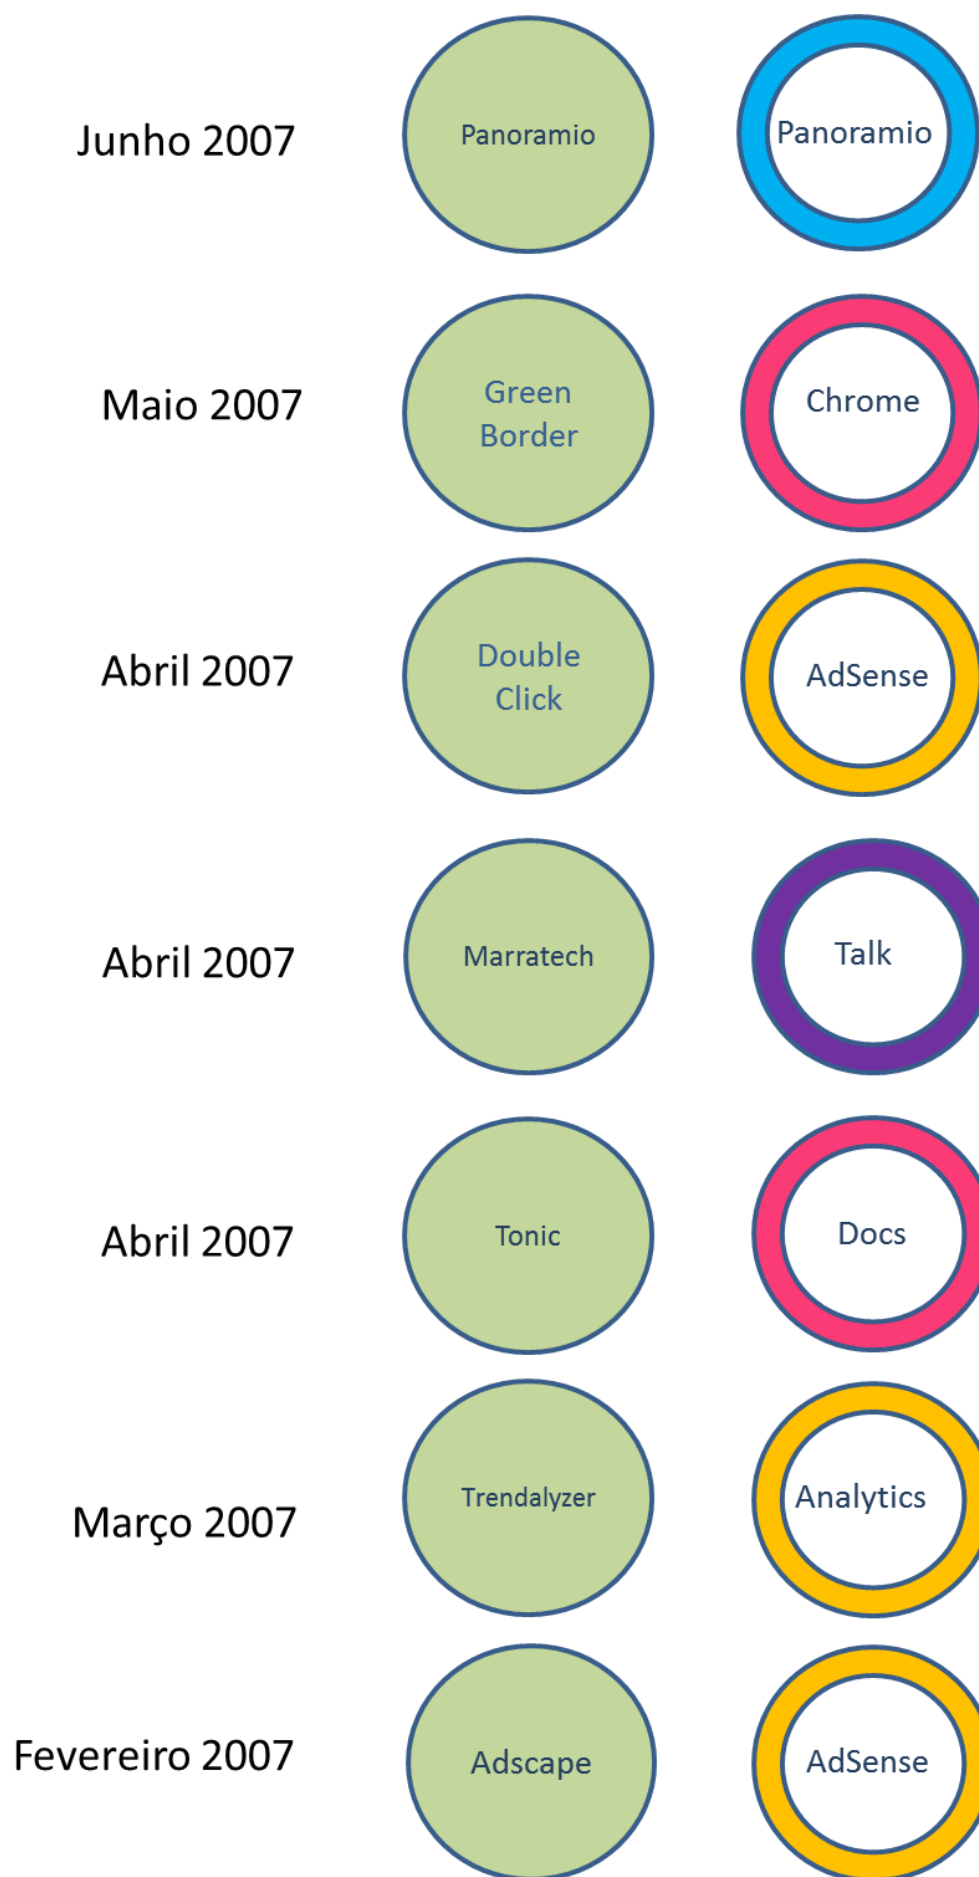 Junho 2007
Panoramio
Panoramio
Maio 2007
Green
Border
Chrome
Abril 2007
Double
Click
AdSense
Abril 2007
Marratech
Talk
Abril 2007
Tonic
Docs
Março 2007
Trendalyzer
Analytics
Fevereiro 2007
Adscape
AdSense